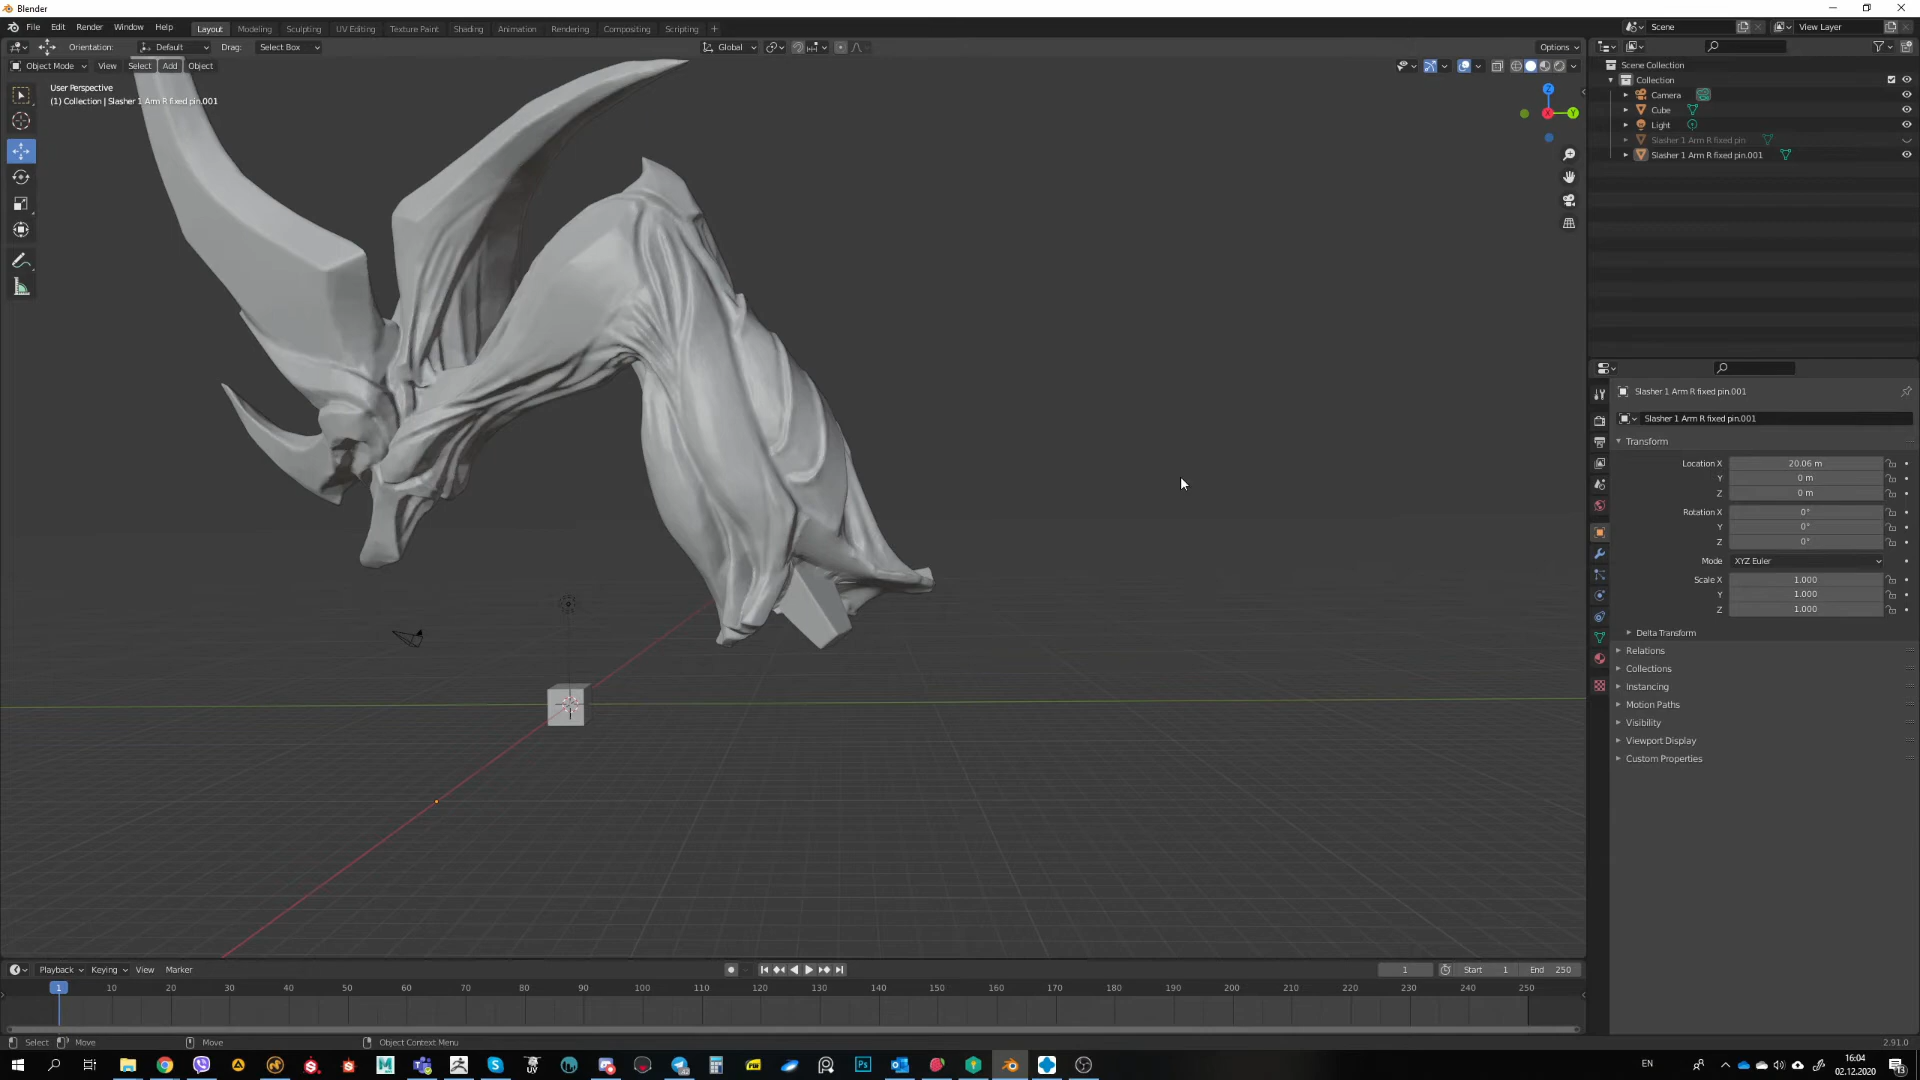 Blender
File Edit Render Window Help Layout Modeling Sculpting UV Editing Texture Paint Shading Animation Rendering Compositing Scripting + Scene View Layer
Orientation: Default Drag: Select Box Global Options
Object Mode View Select Add Object
User Perspective
(1) Collection | Slasher 1 Arm R fixed pin.001
Z
Y
X
Scene Collection
Collection
Camera
Cube
Light
Slasher 1 Arm R fixed pin
Slasher 1 Arm R fixed pin.001
Slasher 1 Arm R fixed pin.001
Slasher 1 Arm R fixed pin.001
Transform
Location X 20.06 m
Y 0 m
Z 0 m
Rotation X 0°
Y 0°
Z 0°
Mode XYZ Euler
Scale X 1.000
Y 1.000
Z 1.000
Delta Transform
Relations
Collections
Instancing
Motion Paths
Visibility
Viewport Display
Custom Properties
Playback Keying View Marker 1 Start 1 End 250
1 10 20 30 40 50 60 70 80 90 100 110 120 130 140 150 160 170 180 190 200 210 220 230 240 250
Select Move Move Object Context Menu 2.91.0
EN 16:04
02.12.2020